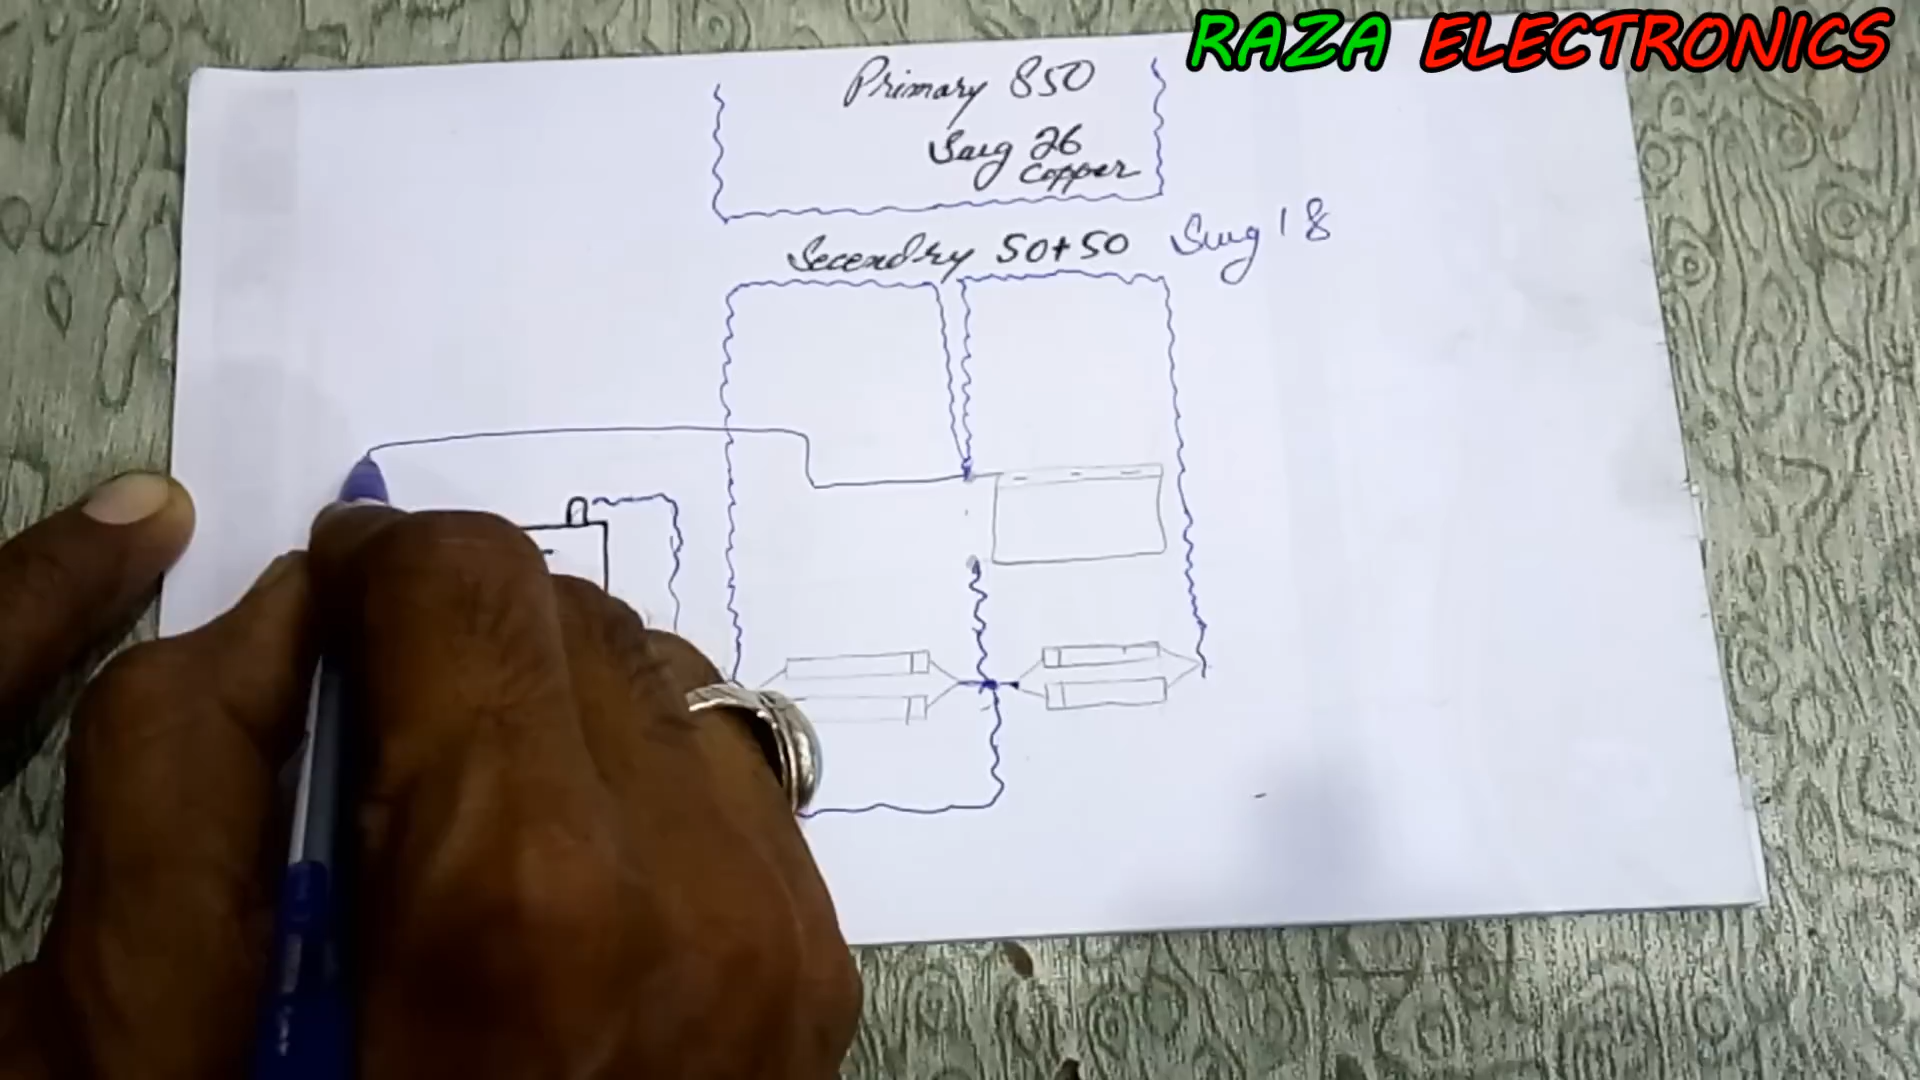 RAZA ELECTRONICS
Primary 850
Swg 26
Copper
Secendry 50+50 Swg 18